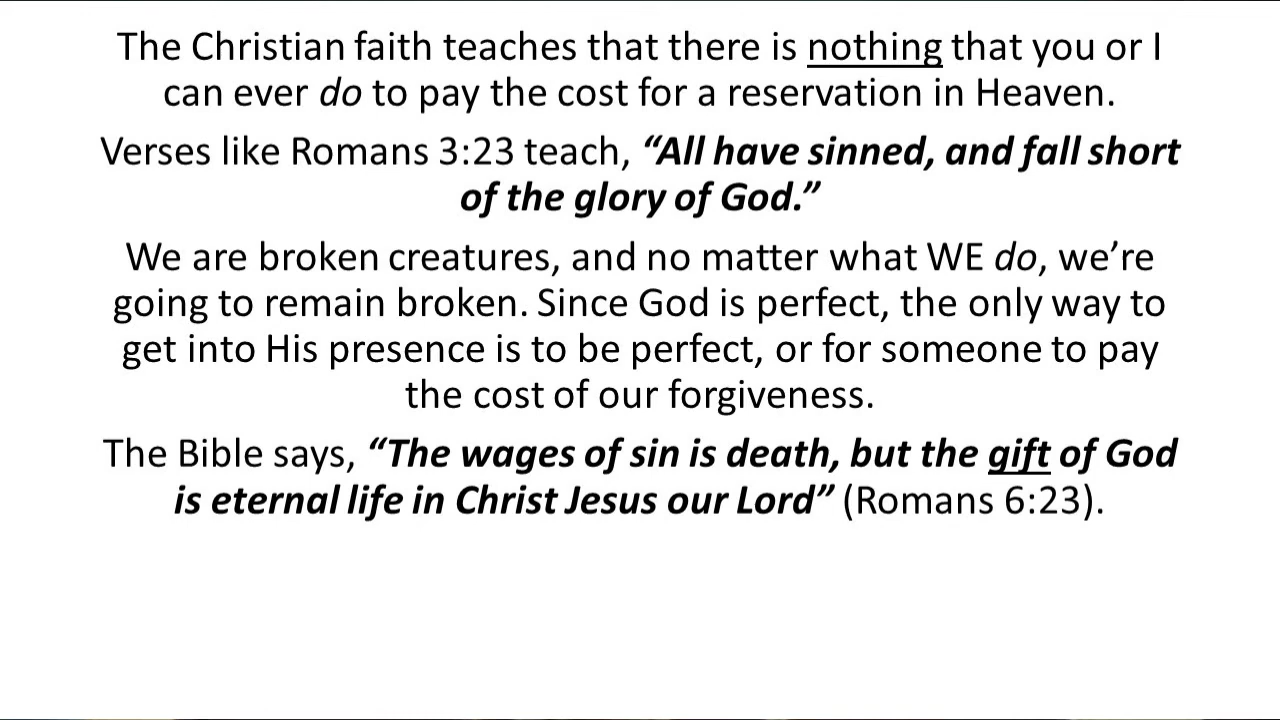 The Christian faith teaches that there is nothing that you or I
can ever do to pay the cost for a reservation in Heaven.
Verses like Romans 3:23 teach, “All have sinned, and fall short
of the glory of God.”
We are broken creatures, and no matter what WE do, we’re
going to remain broken. Since God is perfect, the only way to
get into His presence is to be perfect, or for someone to pay
the cost of our forgiveness.
The Bible says, “The wages of sin is death, but the gift of God
is eternal life in Christ Jesus our Lord” (Romans 6:23).